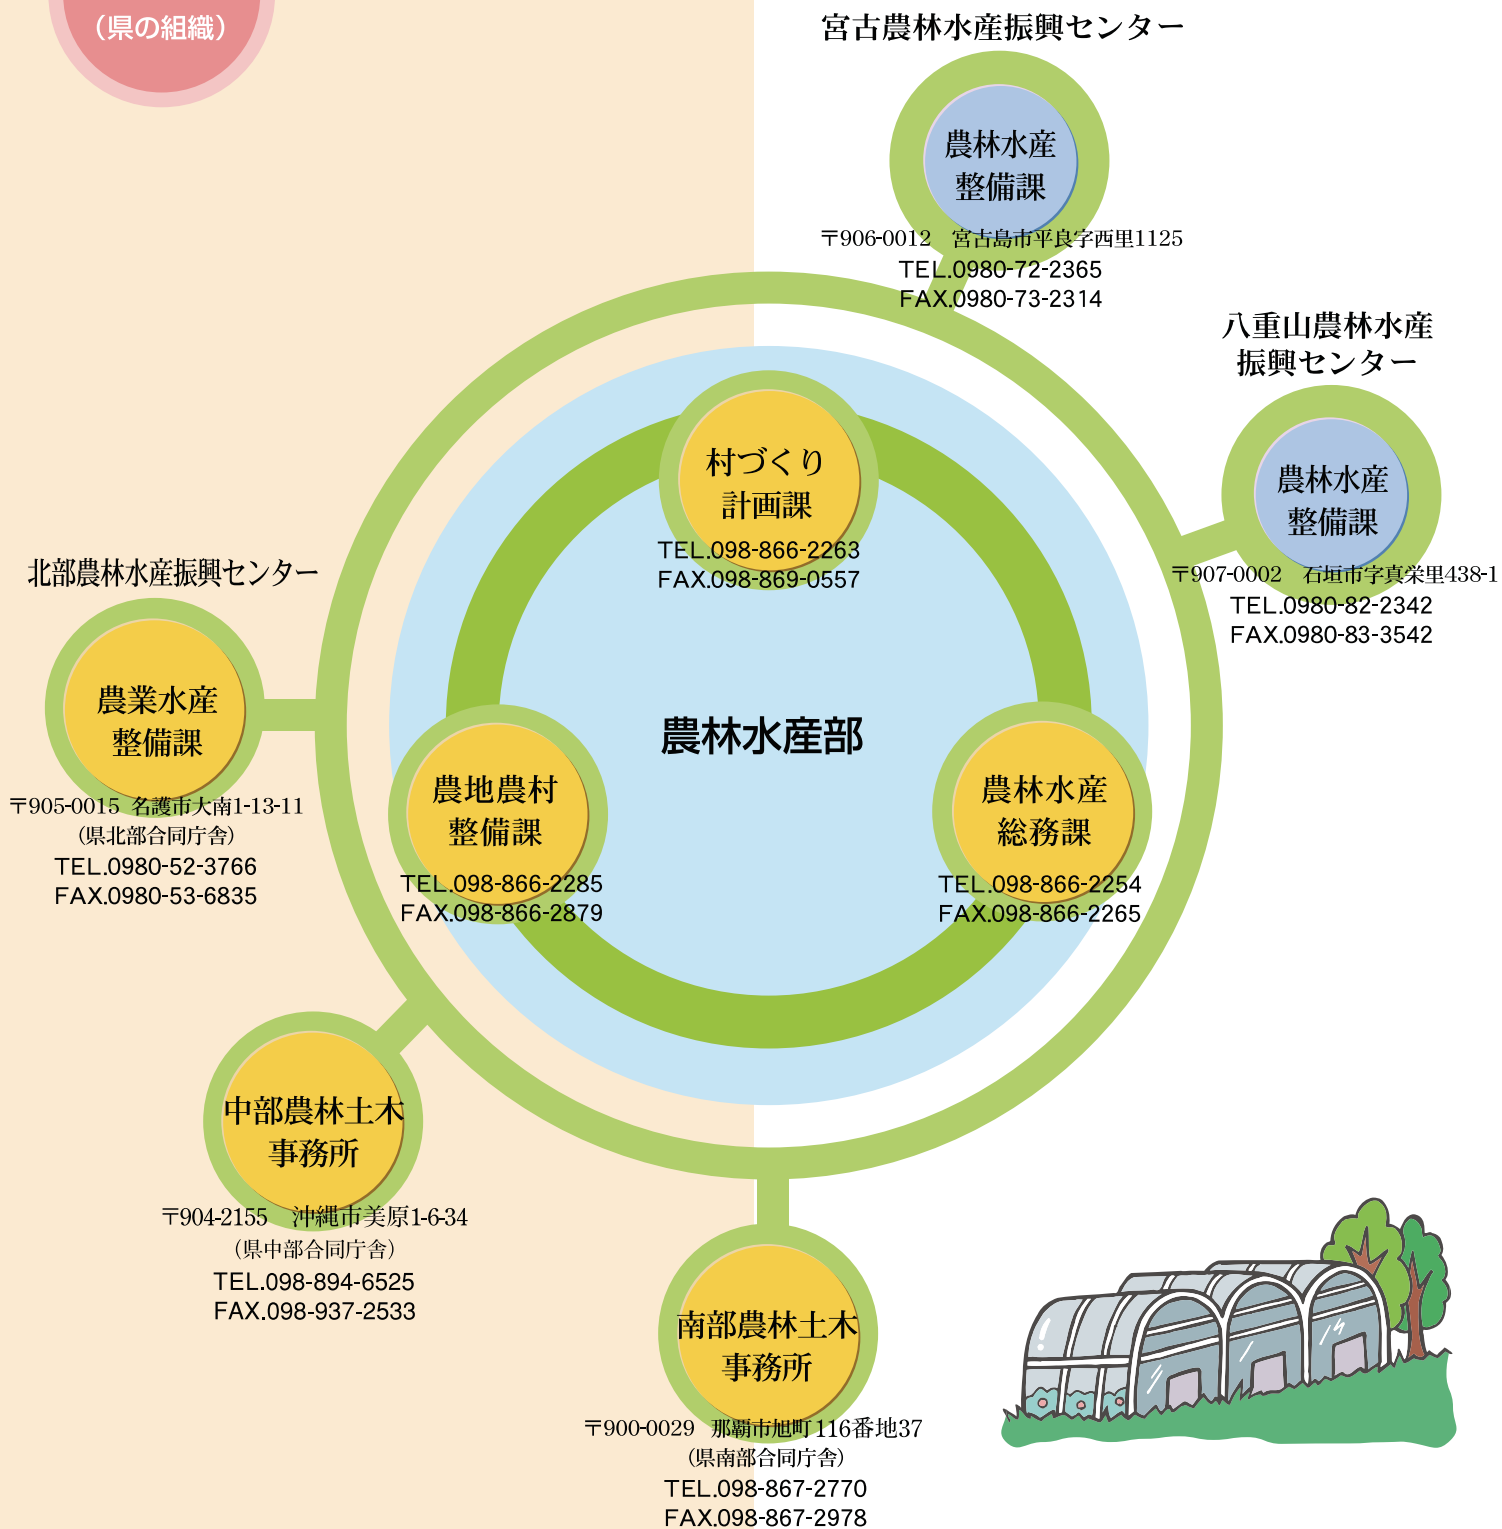 （県の組織）
宮古農林水産振興センター
農林水産
整備課
〒906-0012　宮古島市平良字西里1125
TEL.0980-72-2365
FAX.0980-73-2314
八重山農林水産
振興センター
農林水産
整備課
〒907-0002　石垣市字真栄里438-1
TEL.0980-82-2342
FAX.0980-83-3542
村づくり
計画課
TEL.098-866-2263
FAX.098-869-0557
北部農林水産振興センター
農業水産
整備課
〒905-0015 名護市大南1-13-11
（県北部合同庁舎）
TEL.0980-52-3766
FAX.0980-53-6835
農林水産部
農地農村
整備課
TEL.098-866-2285
FAX.098-866-2879
農林水産
総務課
TEL.098-866-2254
FAX.098-866-2265
中部農林土木
事務所
〒904-2155　沖縄市美原1-6-34
（県中部合同庁舎）
TEL.098-894-6525
FAX.098-937-2533
南部農林土木
事務所
〒900-0029　那覇市旭町116番地37
（県南部合同庁舎）
TEL.098-867-2770
FAX.098-867-2978